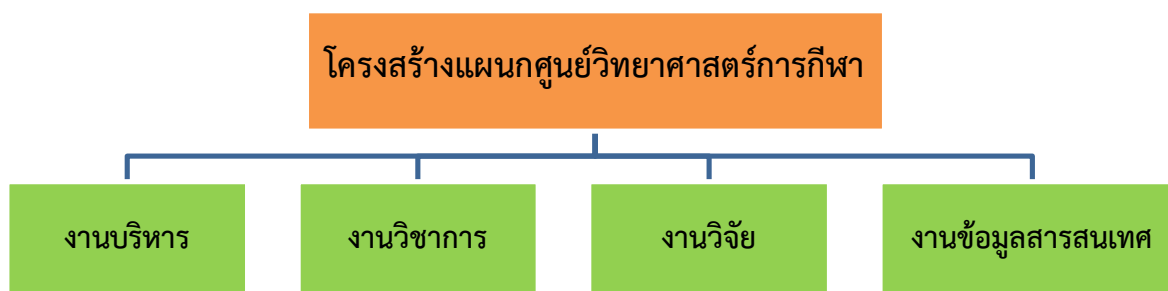 โครงสร้างแผนกศูนย์วิทยาศาสตร์การกีฬา
งานบริหาร
งานวิชาการ
งานวิจัย
งานข้อมูลสารสนเทศ